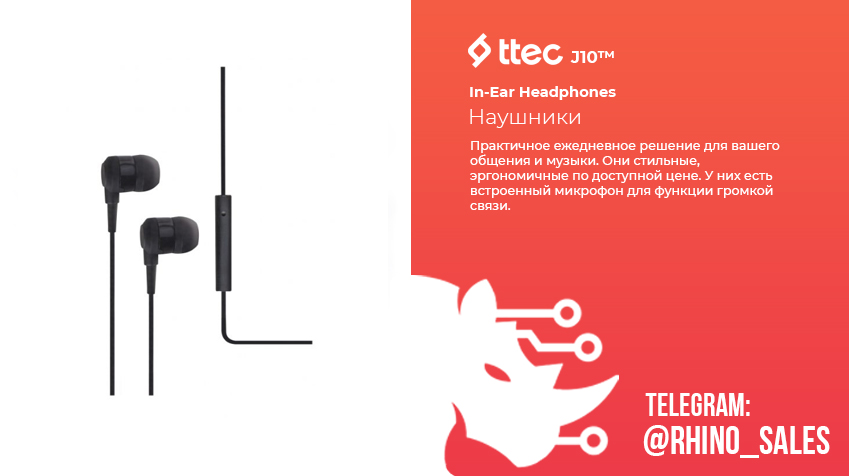 ttec J10™
In-Ear Headphones
Наушники
Практичное ежедневное решение для вашего
общения и музыки. Они стильные,
эргономичные по доступной цене. У них есть
встроенный микрофон для функции громкой
связи.
TELEGRAM:
@RHINO_SALES